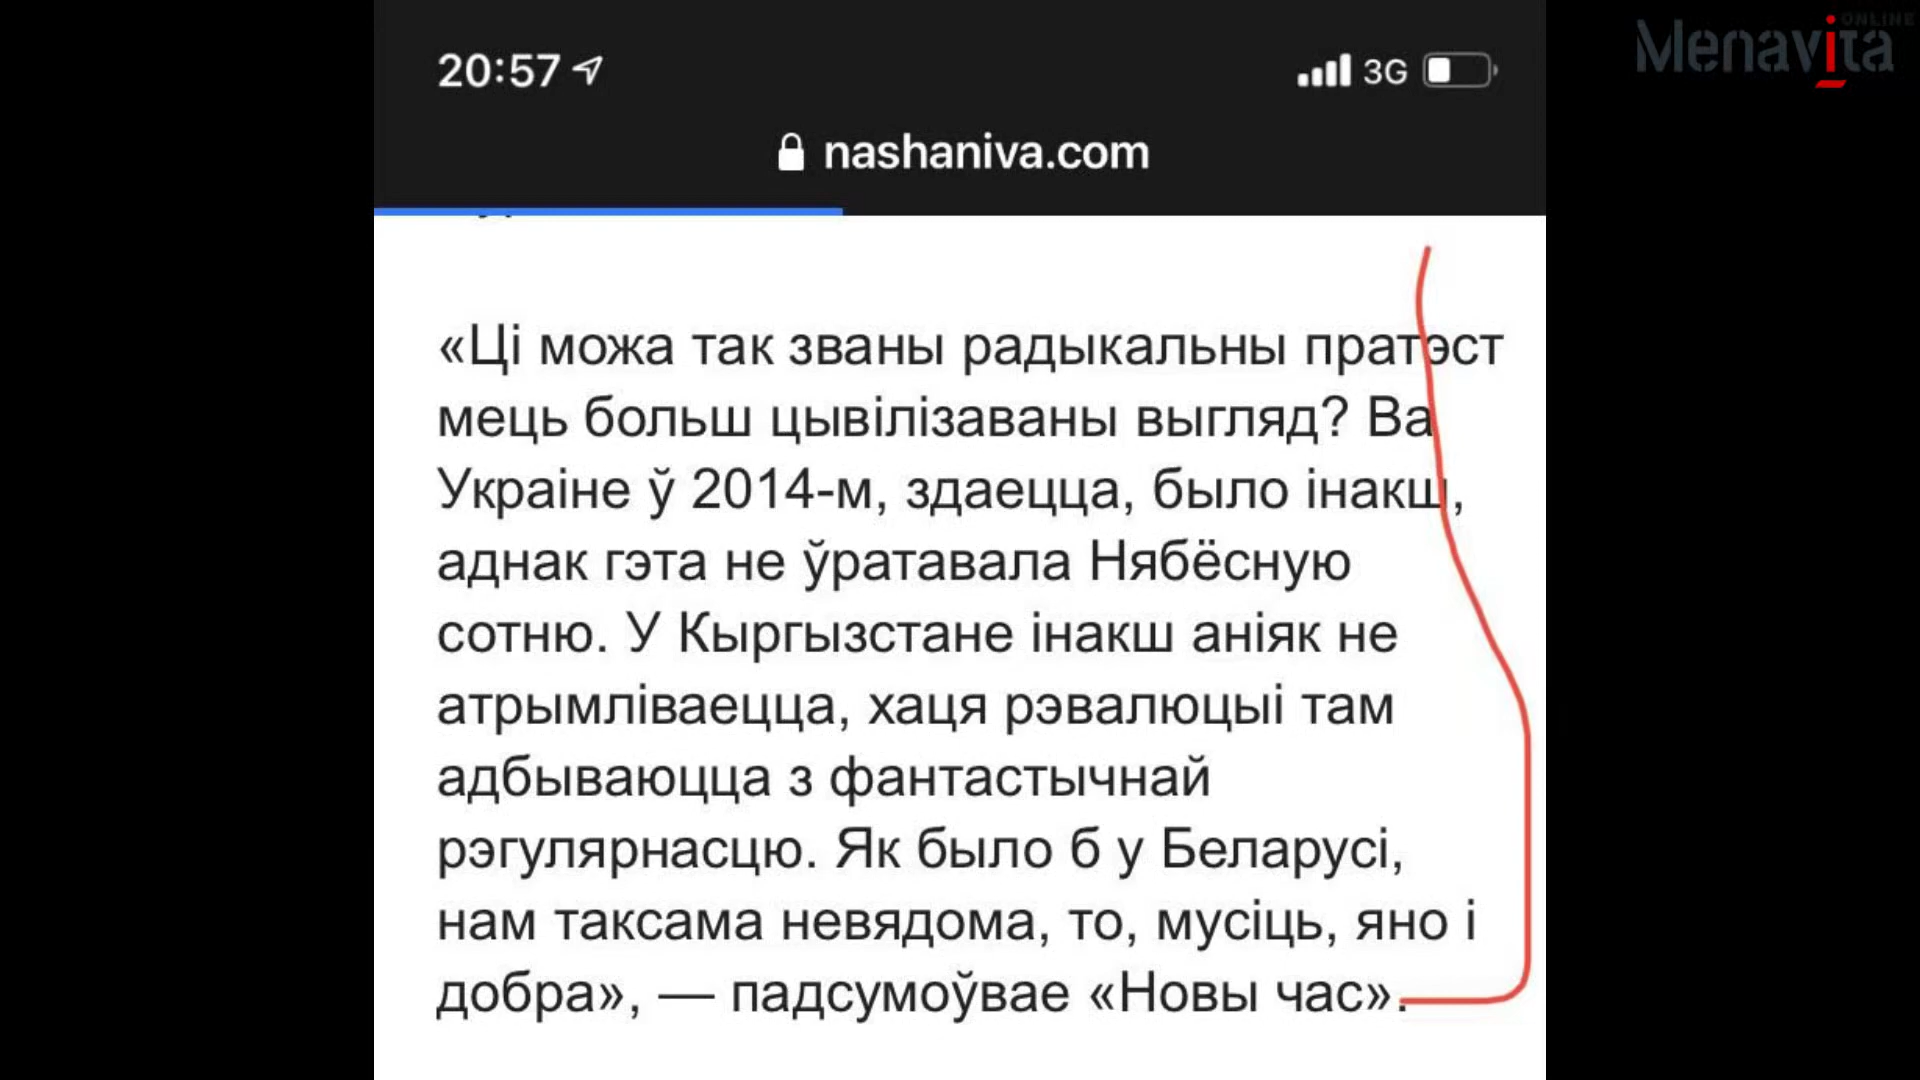 ONLINE
Menavita
20:57
3G
nashaniva.com
«Ці можа так званы радыкальны пратэст
мець больш цывілізаваны выгляд? Ва
Украіне ў 2014-м, здаецца, было інакш,
аднак гэта не ўратавала Нябёсную
сотню. У Кыргызстане інакш аніяк не
атрымліваецца, хаця рэвалюцыі там
адбываюцца з фантастычнай
рэгулярнасцю. Як было б у Беларусі,
нам таксама невядома, то, мусіць, яно і
добра», — падсумоўвае «Новы час».